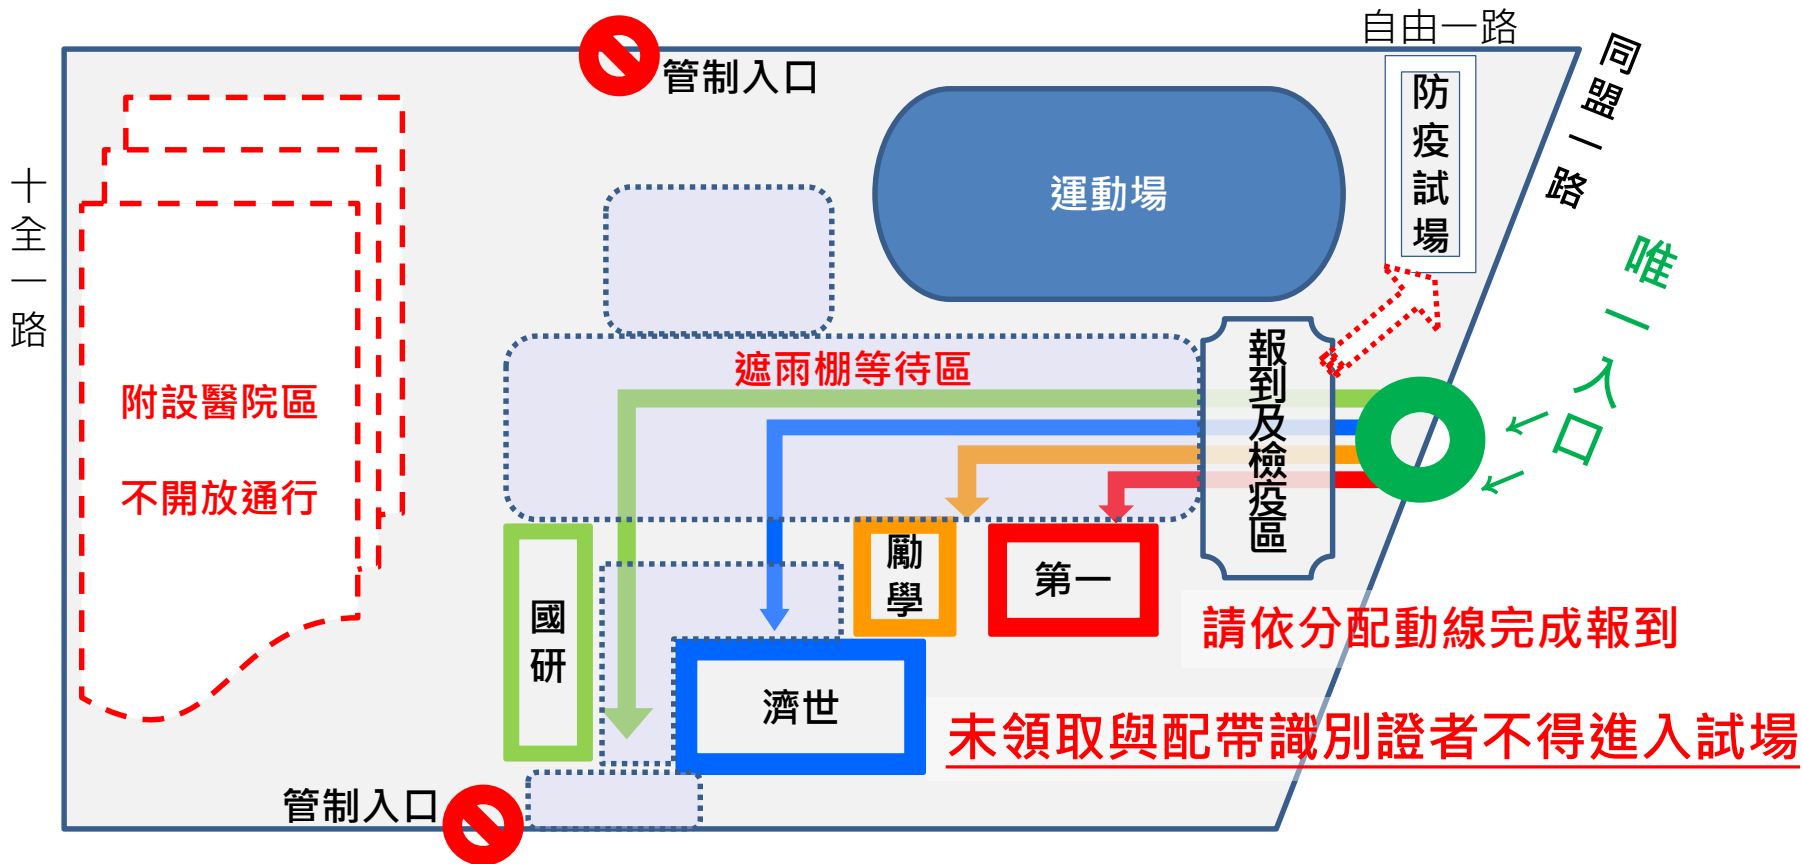 自由一路
同盟一路
管制入口
防疫試場
十全一路
運動場
唯一入口
遮雨棚等待區
報到及檢疫區
附設醫院區
不開放通行
勵學
第一
國研
請依分配動線完成報到
濟世
未領取與配帶識別證者不得進入試場
管制入口